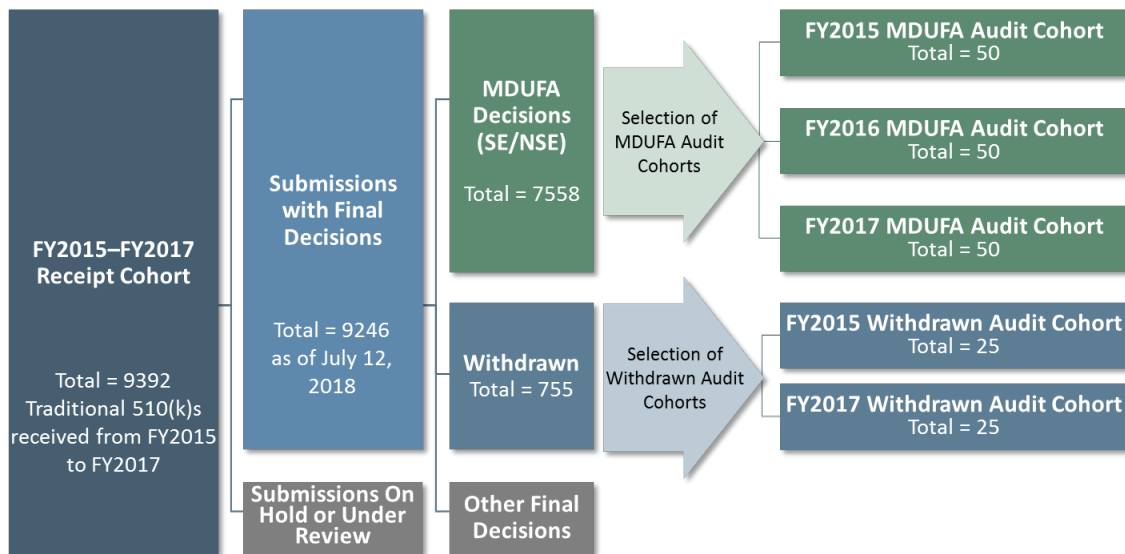 FY2015–FY2017
Receipt Cohort
Total = 9392
Traditional 510(k)s
received from FY2015
to FY2017
Submissions
with Final
Decisions
Total = 9246
as of July 12,
2018
Submissions On
Hold or Under
Review
MDUFA
Decisions
(SE/NSE)
Total = 7558
Withdrawn
Total = 755
Other Final
Decisions
Selection of
MDUFA Audit
Cohorts
Selection of
Withdrawn Audit
Cohorts
FY2015 MDUFA Audit Cohort
Total = 50
FY2016 MDUFA Audit Cohort
Total = 50
FY2017 MDUFA Audit Cohort
Total = 50
FY2015 Withdrawn Audit Cohort
Total = 25
FY2017 Withdrawn Audit Cohort
Total = 25